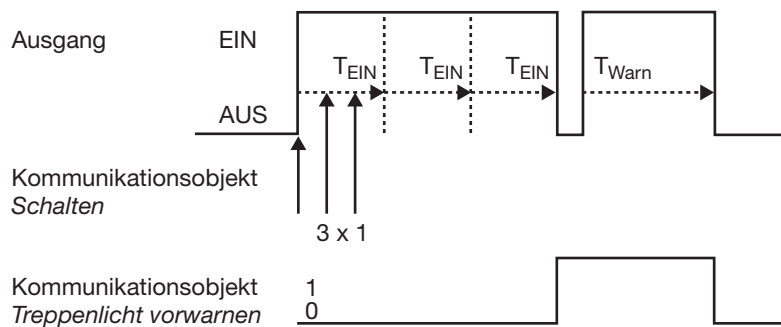 Ausgang EIN
T_EIN T_EIN T_EIN T_Warn
AUS
Kommunikationsobjekt
Schalten
3 x 1
Kommunikationsobjekt 1
Treppenlicht vorwarnen 0